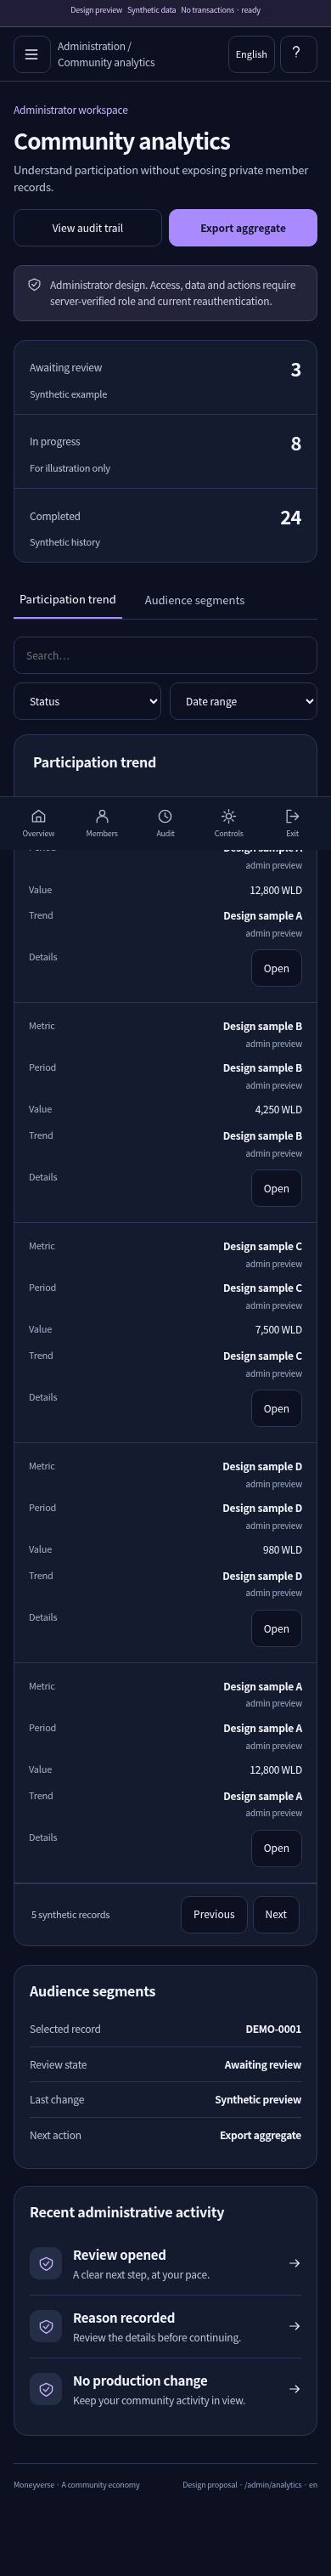 Design preview Synthetic data No transactions · ready
Administration /
Community analytics
English
?
Administrator workspace
Community analytics
Understand participation without exposing private member
records.
View audit trail
Export aggregate
Administrator design. Access, data and actions require
server-verified role and current reauthentication.
Awaiting review
3
Synthetic example
In progress
8
For illustration only
Completed
24
Synthetic history
Participation trend
Audience segments
Search…
Status
Date range
Participation trend
Overview
Members
Audit
Controls
Exit
admin preview
Value
12,800 WLD
Trend
Design sample A
admin preview
Details
Open
Metric
Design sample B
admin preview
Period
Design sample B
admin preview
Value
4,250 WLD
Trend
Design sample B
admin preview
Details
Open
Metric
Design sample C
admin preview
Period
Design sample C
admin preview
Value
7,500 WLD
Trend
Design sample C
admin preview
Details
Open
Metric
Design sample D
admin preview
Period
Design sample D
admin preview
Value
980 WLD
Trend
Design sample D
admin preview
Details
Open
Metric
Design sample A
admin preview
Period
Design sample A
admin preview
Value
12,800 WLD
Trend
Design sample A
admin preview
Details
Open
5 synthetic records
Previous
Next
Audience segments
Selected record
DEMO-0001
Review state
Awaiting review
Last change
Synthetic preview
Next action
Export aggregate
Recent administrative activity
Review opened
A clear next step, at your pace.
Reason recorded
Review the details before continuing.
No production change
Keep your community activity in view.
Moneyverse · A community economy
Design proposal · /admin/analytics · en